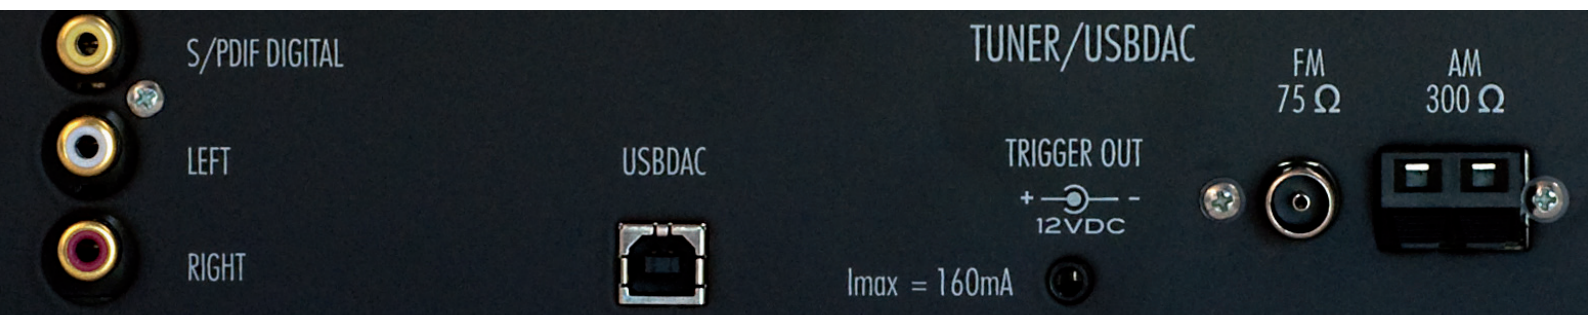 S/PDIF DIGITAL
LEFT
RIGHT
USBDAC
TUNER/USBDAC
TRIGGER OUT
+ -
12VDC
Imax = 160mA
FM
75 Ω
AM
300 Ω